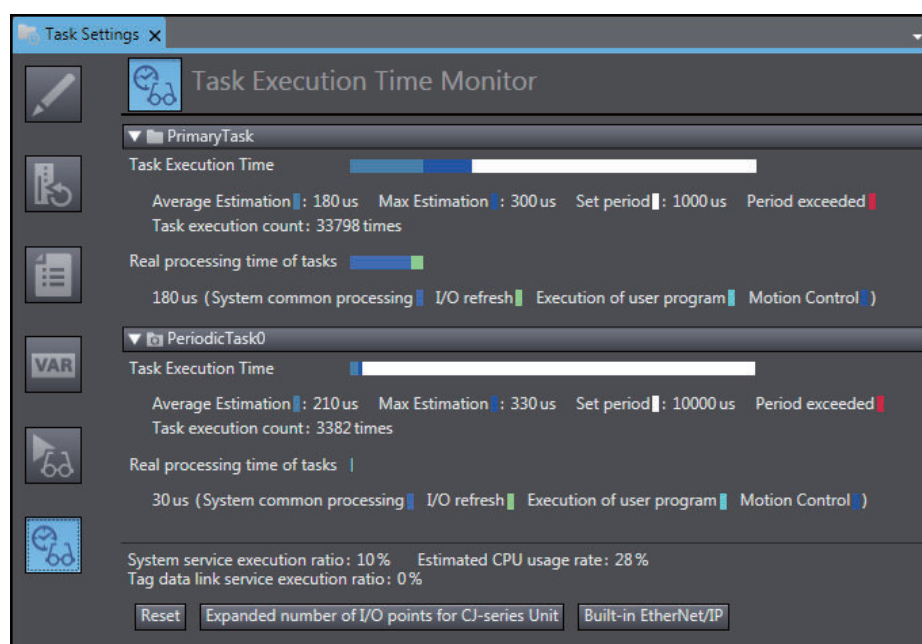 Task Settings
Task Execution Time Monitor
PrimaryTask
Task Execution Time
Average Estimation : 180 us Max Estimation : 300 us Set period : 1000 us Period exceeded
Task execution count: 33798 times
Real processing time of tasks
180 us (System common processing I/O refresh Execution of user program Motion Control )
PeriodicTask0
VAR
Task Execution Time
Average Estimation : 210 us Max Estimation : 330 us Set period : 10000 us Period exceeded
Task execution count: 3382 times
Real processing time of tasks
30 us (System common processing I/O refresh Execution of user program Motion Control )
System service execution ratio: 10 % Estimated CPU usage rate: 28 %
Tag data link service execution ratio: 0 %
Reset Expanded number of I/O points for CJ-series Unit Built-in EtherNet/IP